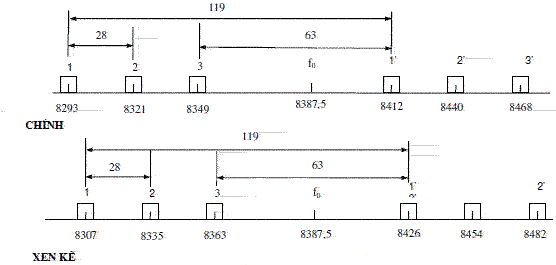 119
28
63
1 2 3 f₀ 1' 2' 3'
8293 8321 8349 8387,5 8412 8440 8468
CHÍNH
119
28
63
1 2 3 f₀ 1' 2'
2'
8307 8335 8363 8387,5 8426 8454 8482
XEN KẼ